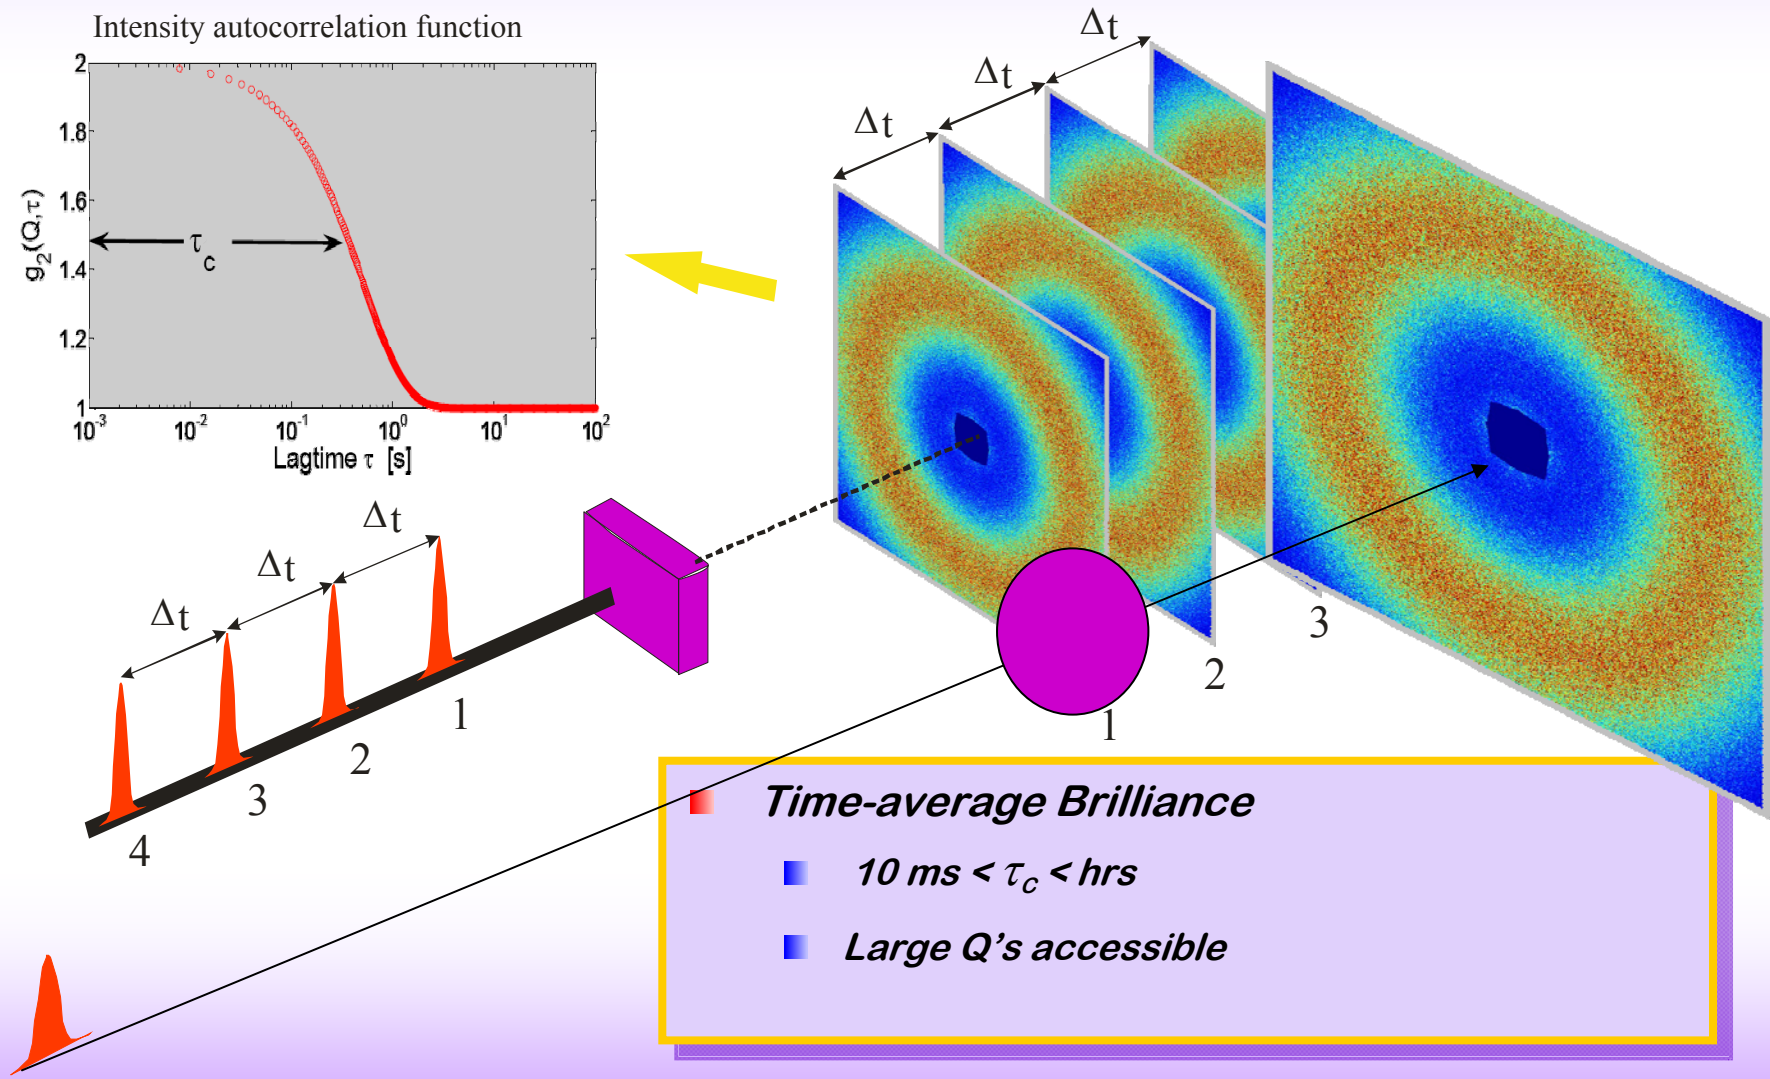 Intensity autocorrelation function
g₂(Q,τ)
2
1.8
1.6
1.4
1.2
1
τc
10⁻³ 10⁻² 10⁻¹ 10⁰ 10¹ 10²
Lagtime τ [s]
Δt
Δt
Δt
Δt
Δt
Δt
1
2
3
4
1
2
3
Time-average Brilliance
10 ms < τc < hrs
Large Q's accessible